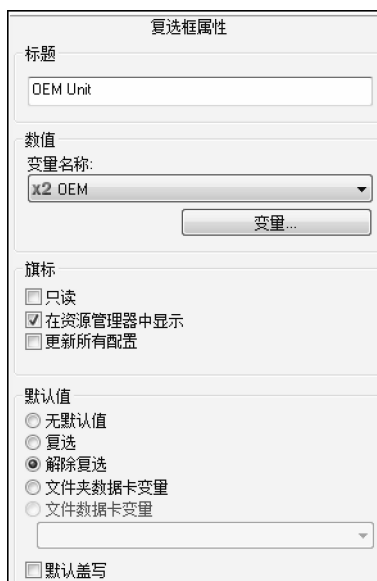 复选框属性
标题
OEM Unit
数值
变量名称:
x2 OEM
变量...
旗标
只读
在资源管理器中显示
更新所有配置
默认值
无默认值
复选
解除复选
文件夹数据卡变量
文件数据卡变量
默认盖写